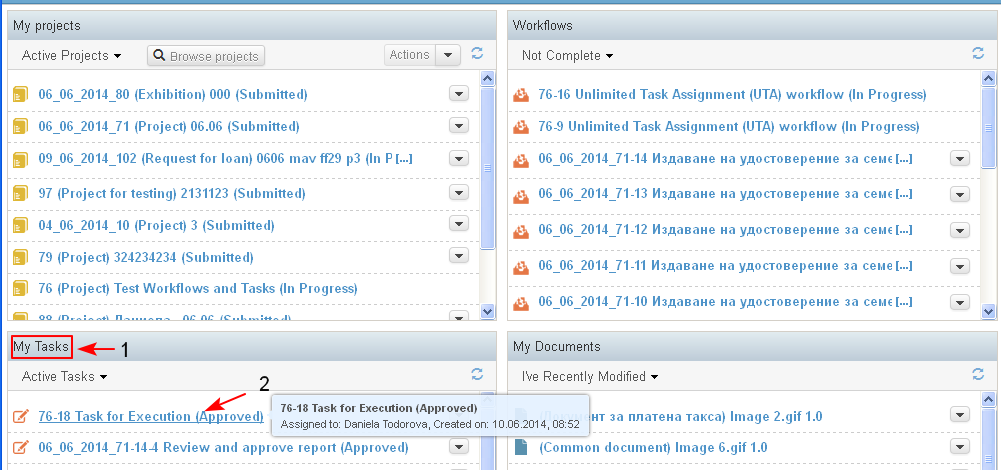 My projects
Active Projects
Browse projects
Actions
06_06_2014_80 (Exhibition) 000 (Submitted)
06_06_2014_71 (Project) 06.06 (Submitted)
09_06_2014_102 (Request for loan) 0606 mav ff29 p3 (In P[...]
97 (Project for testing) 2131123 (Submitted)
04_06_2014_10 (Project) 3 (Submitted)
79 (Project) 324234234 (Submitted)
76 (Project) Test Workflows and Tasks (In Progress)
88 (Project) Даниела - 06.06 (Submitted)
Workflows
Not Complete
76-16 Unlimited Task Assignment (UTA) workflow (In Progress)
76-9 Unlimited Task Assignment (UTA) workflow (In Progress)
06_06_2014_71-14 Издаване на удостоверение за семе[...]
06_06_2014_71-13 Издаване на удостоверение за семе[...]
06_06_2014_71-12 Издаване на удостоверение за семе[...]
06_06_2014_71-11 Издаване на удостоверение за семе[...]
06_06_2014_71-10 Издаване на удостоверение за семе[...]
My Tasks
1
Active Tasks
2
76-18 Task for Execution (Approved)
76-18 Task for Execution (Approved)
Assigned to: Daniela Todorova, Created on: 10.06.2014, 08:52
06_06_2014_71-14-4 Review and approve report (Approved)
My Documents
I've Recently Modified
(Документ за платена такса) Image 2.gif 1.0
(Common document) Image 6.gif 1.0